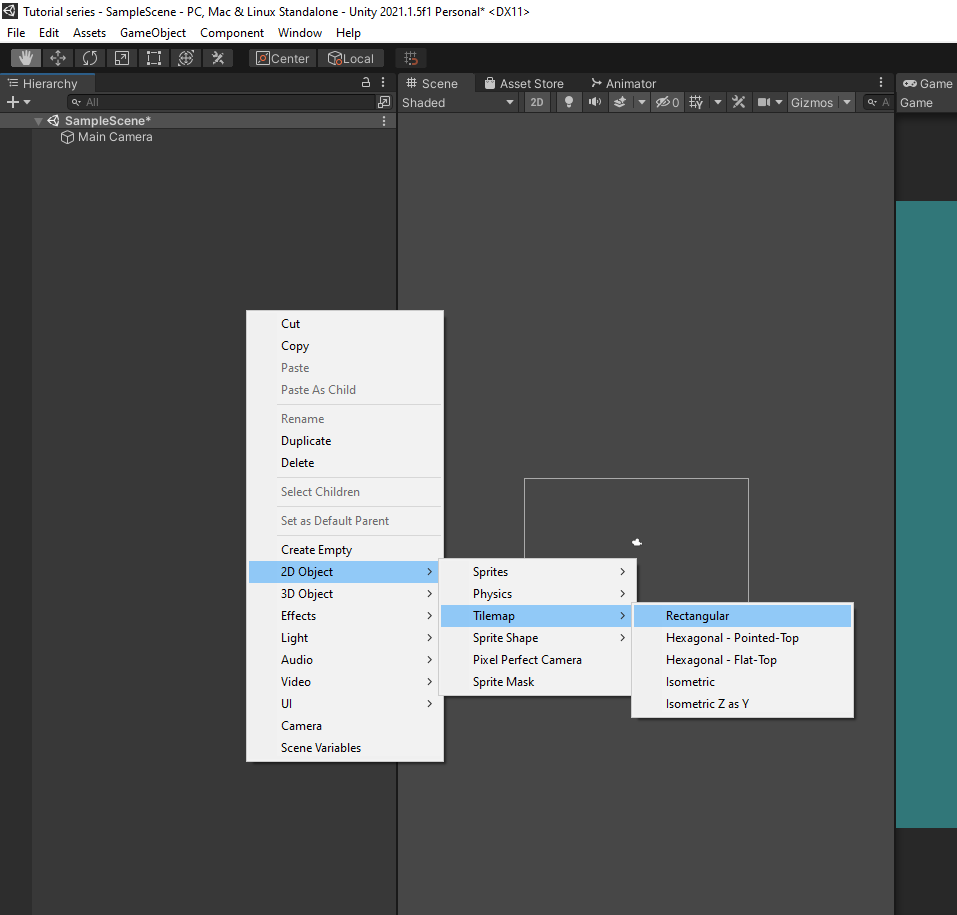 Tutorial series - SampleScene - PC, Mac & Linux Standalone - Unity 2021.1.5f1 Personal* <DX11>
File Edit Assets GameObject Component Window Help
Center Local
Hierarchy
All
SampleScene*
Main Camera
Scene Asset Store Animator
Shaded 2D 0 Gizmos A
Game
Game
Cut
Copy
Paste
Paste As Child
Rename
Duplicate
Delete
Select Children
Set as Default Parent
Create Empty
2D Object
3D Object
Effects
Light
Audio
Video
UI
Camera
Scene Variables
Sprites
Physics
Tilemap
Sprite Shape
Pixel Perfect Camera
Sprite Mask
Rectangular
Hexagonal - Pointed-Top
Hexagonal - Flat-Top
Isometric
Isometric Z as Y